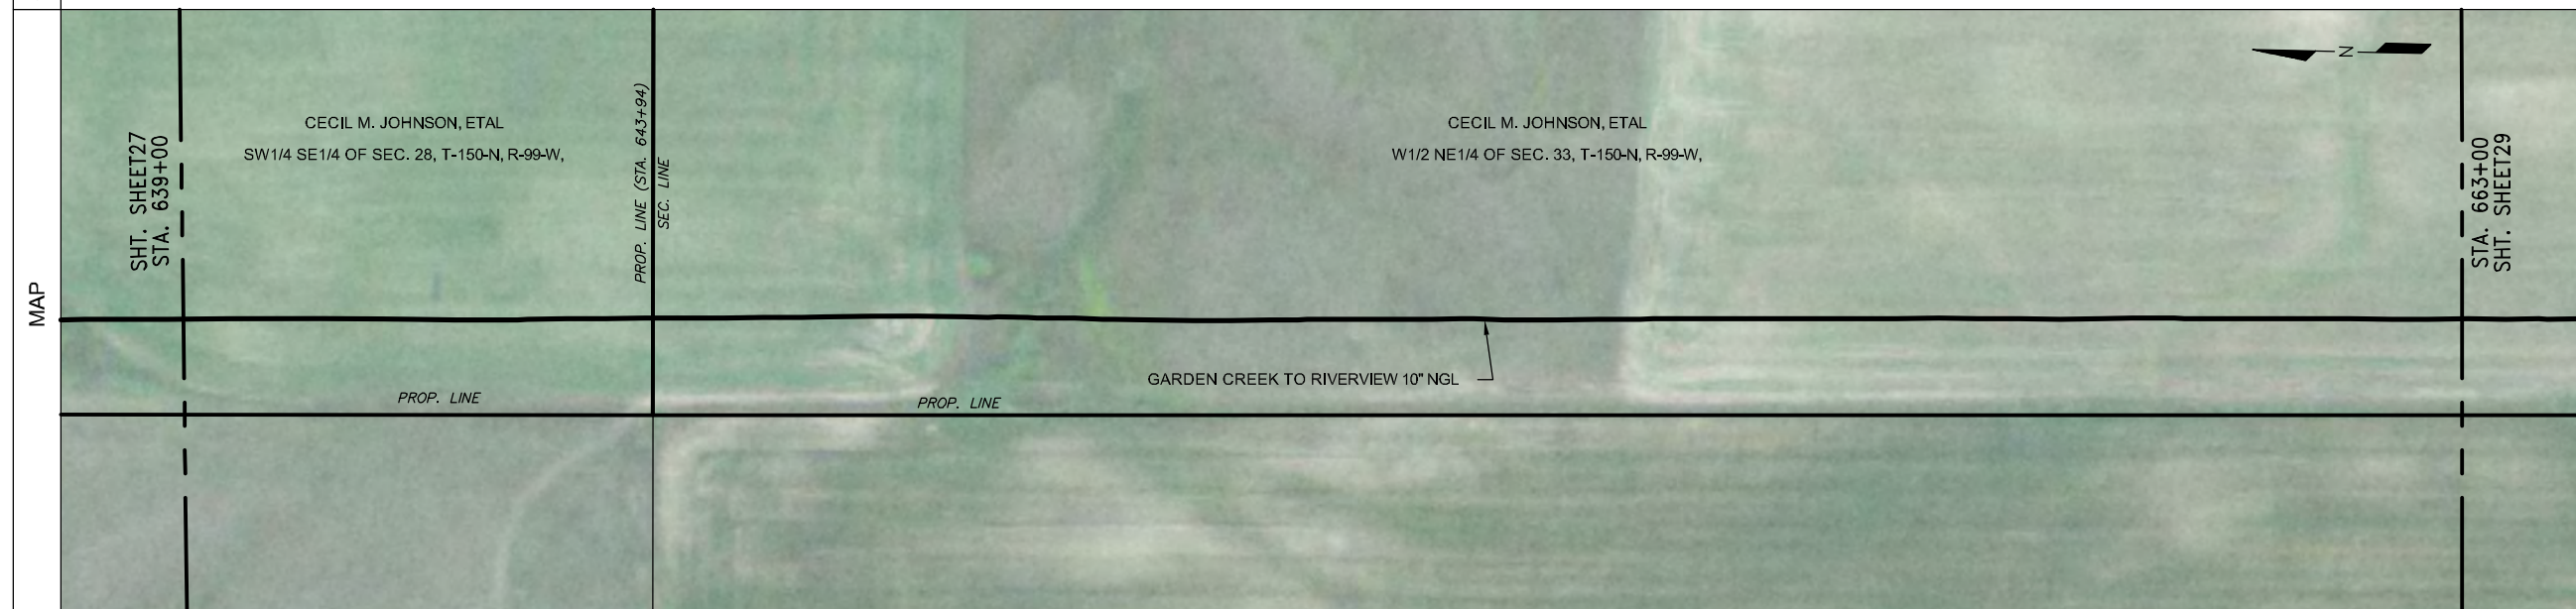 MAP
SHT. SHEET27
STA. 639+00
CECIL M. JOHNSON, ETAL
SW1/4 SE1/4 OF SEC. 28, T-150-N, R-99-W,
PROP. LINE (STA. 643+94)
SEC. LINE
CECIL M. JOHNSON, ETAL
W1/2 NE1/4 OF SEC. 33, T-150-N, R-99-W,
N
STA. 663+00
SHT. SHEET29
GARDEN CREEK TO RIVERVIEW 10" NGL
PROP. LINE
PROP. LINE